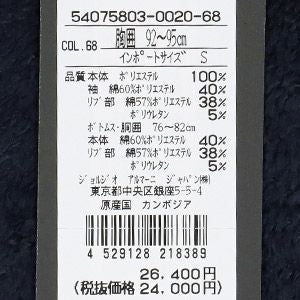 54075803-0020-68
COL.68 胸囲 92～95cm
インポートサイズ S
品質 本体 ポリエステル 100%
袖 綿60%ポリエステル 40%
リブ部 綿57%ポリエステル 38%
ポリウレタン 5%
ボトムス・胴囲 76～82cm
綿60%ポリエステル 40%
リブ部 綿57%ポリエステル 38%
ポリウレタン 5%
ジョルジオ アルマーニ ジャパン(株)
東京都中央区銀座5-5-4
原産国 カンボジア
4 529128 218389
26,400円
(税抜価格 24,000円)